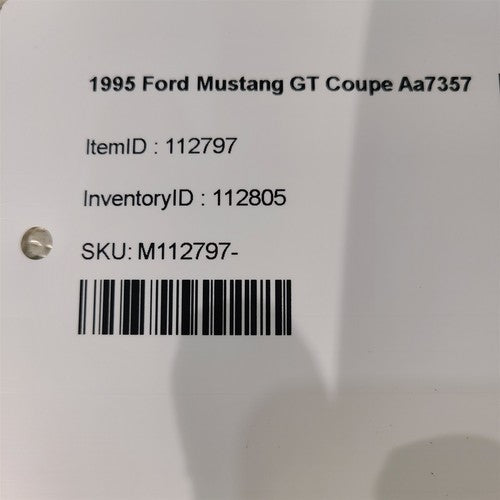 1995 Ford Mustang GT Coupe Aa7357
ItemID : 112797
InventoryID : 112805
SKU: M112797-